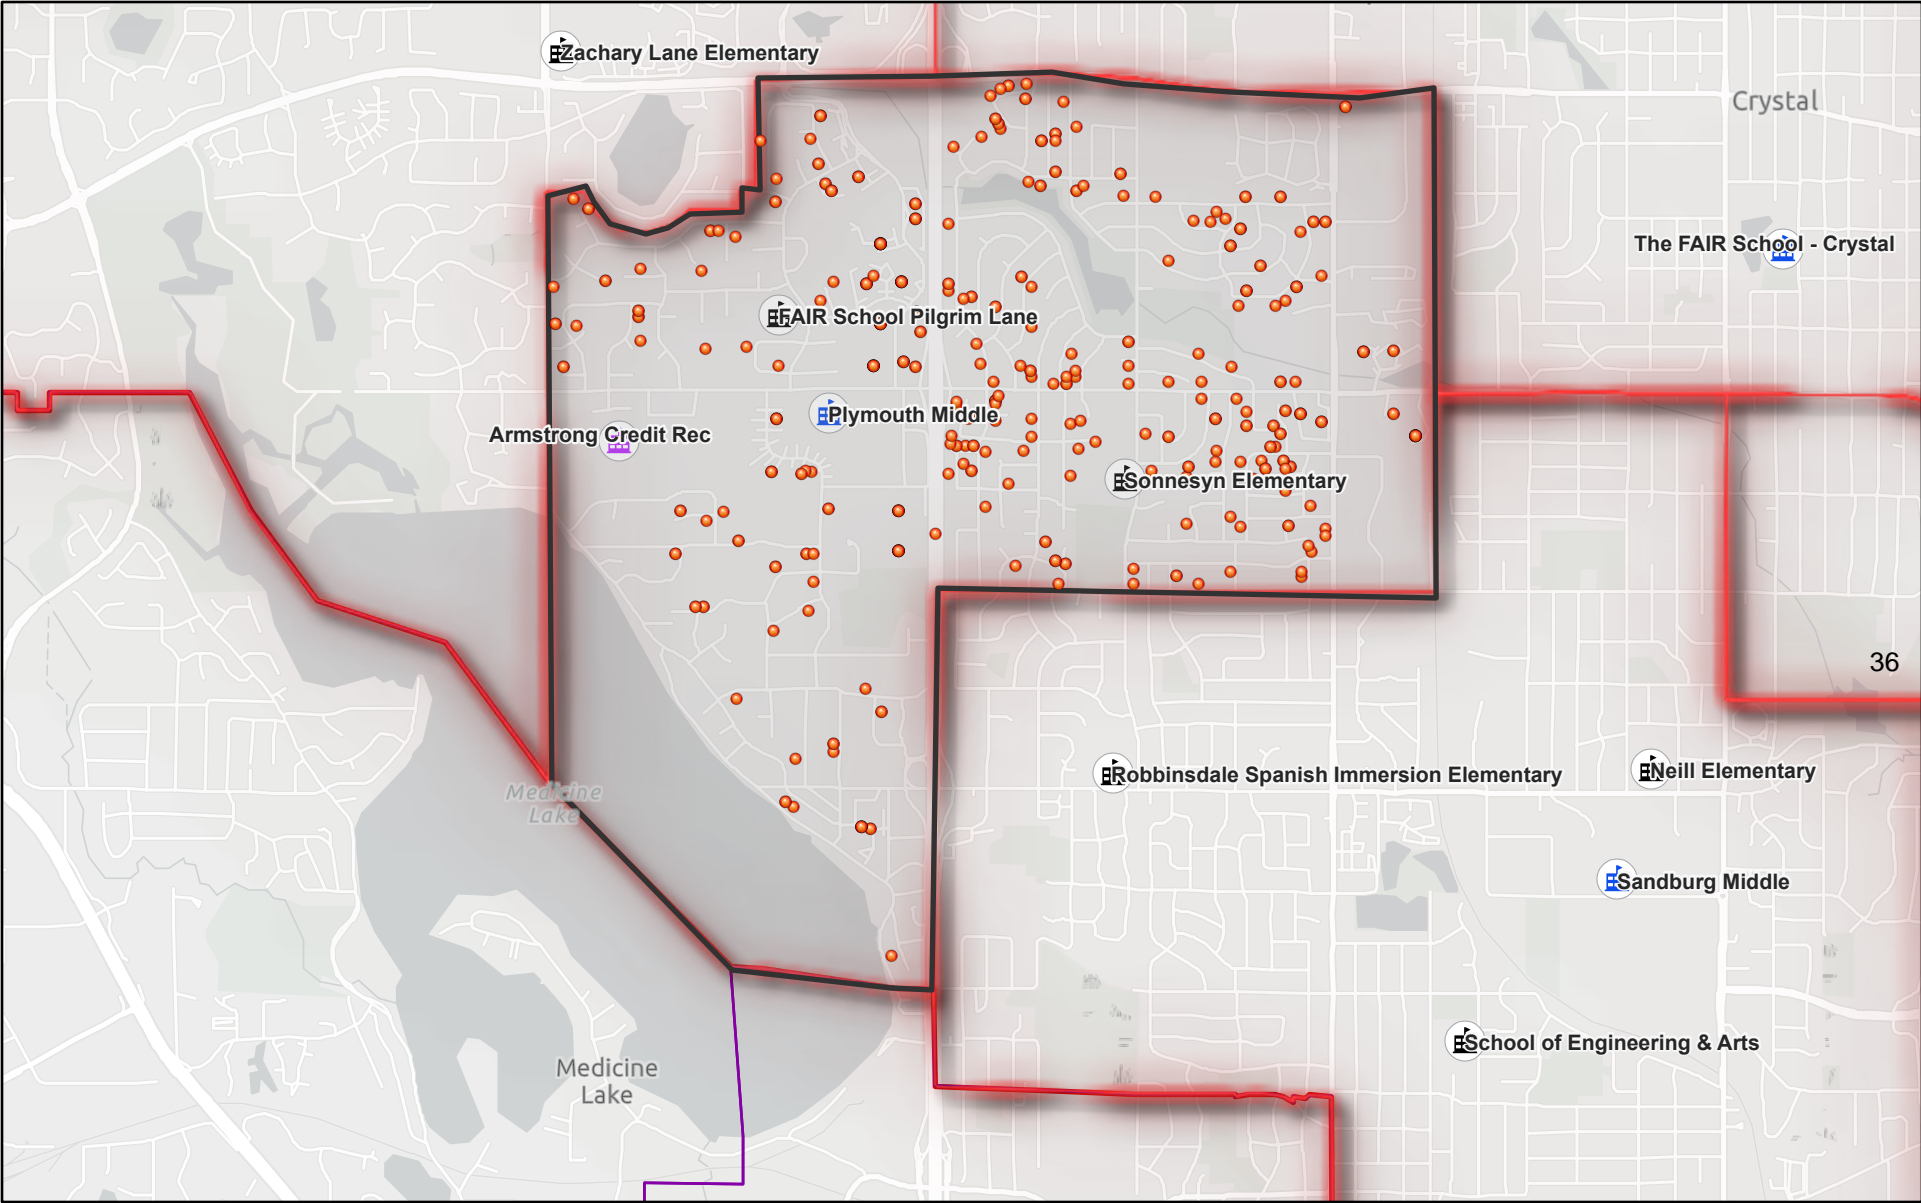 Zachary Lane Elementary
Crystal
The FAIR School - Crystal
FAIR School Pilgrim Lane
Plymouth Middle
Armstrong Credit Rec
Sonnesyn Elementary
36
Robbinsdale Spanish Immersion Elementary
Neill Elementary
Medicine
Lake
Sandburg Middle
School of Engineering & Arts
Medicine
Lake